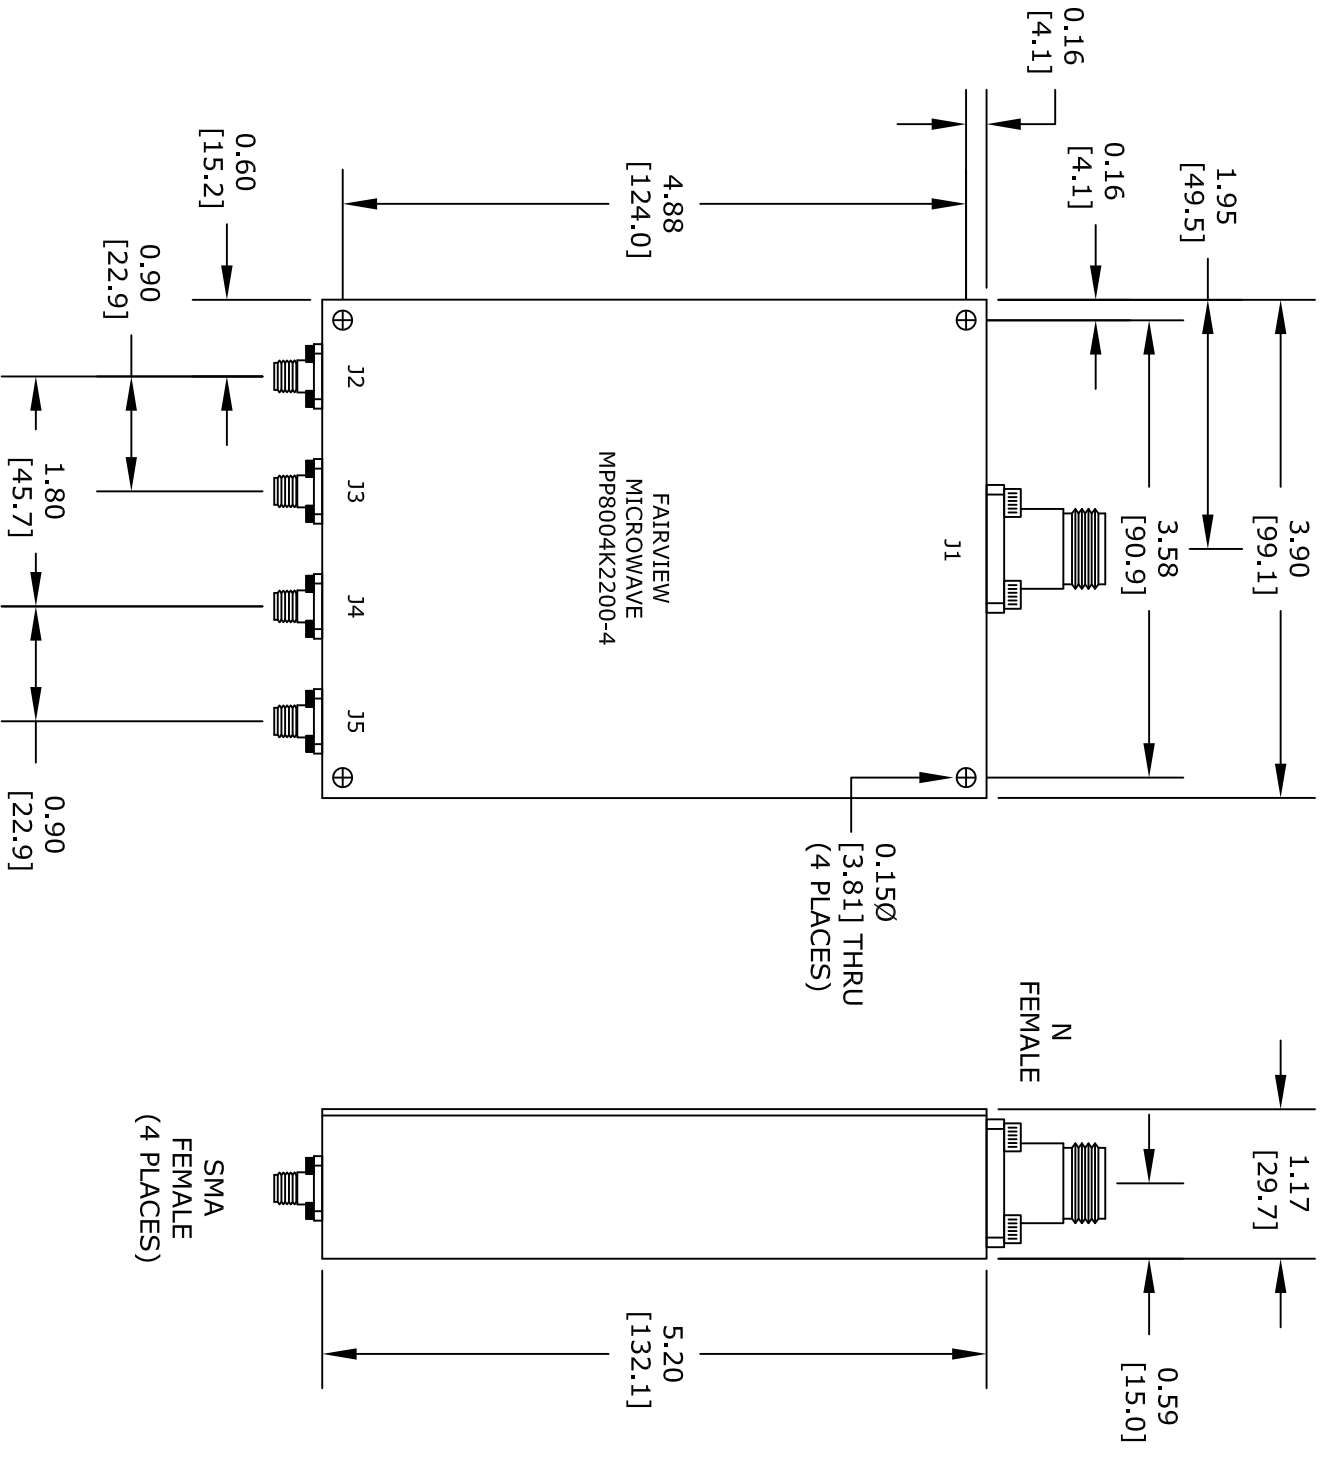 0.16
[4.1]
0.16
[4.1]
1.95
[49.5]
3.90
[99.1]
3.58
[90.9]
4.88
[124.0]
0.60
[15.2]
0.90
[22.9]
1.80
[45.7]
0.90
[22.9]
J1
J2
J3
J4
J5
FAIRVIEW
MICROWAVE
MPP8004K2200-4
0.15Ø
[3.81] THRU
(4 PLACES)
N
FEMALE
1.17
[29.7]
0.59
[15.0]
5.20
[132.1]
SMA
FEMALE
(4 PLACES)